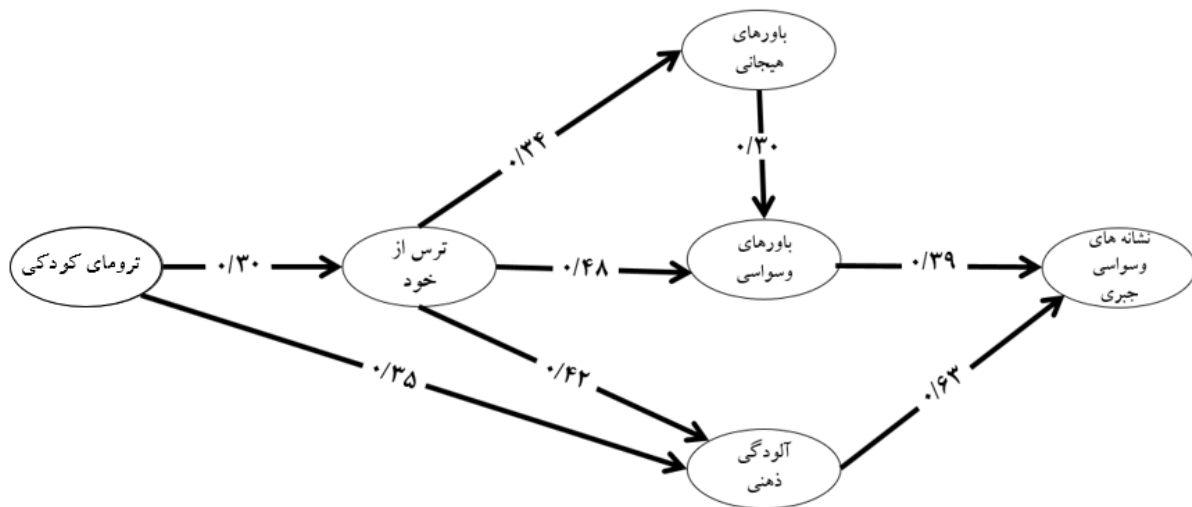 باورهای
هیجانی
۰/۳۴
۰/۳۰
ترومای کودکی
۰/۳۰
ترس از
خود
۰/۴۸
باورهای
وسواسی
۰/۳۹
نشانه های
وسواسی
جبری
۰/۳۵
۰/۴۲
۰/۶۳
آلودگی
ذهنی